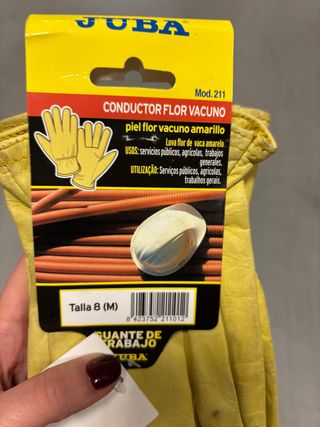 JUBA
Mod. 211
CONDUCTOR FLOR VACUNO
piel flor vacuno amarillo
Luva flor de vaca amarelo
USOS: servicios públicos, agrícolas, trabajos
generales.
UTILIZAÇÃO: Serviços públicos, agrícolas,
trabalhos gerais.
Talla 8 (M)
8 423752 211012
GUANTE DE
TRABAJO
JUBA